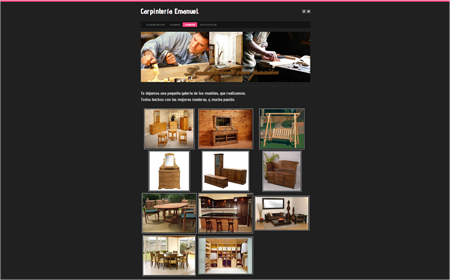 Carpintería Emanuel.
Te dejamos una pequeña galería de los muebles, que realizamos.
Todos hechos con las mejores maderas, y mucha pasión.